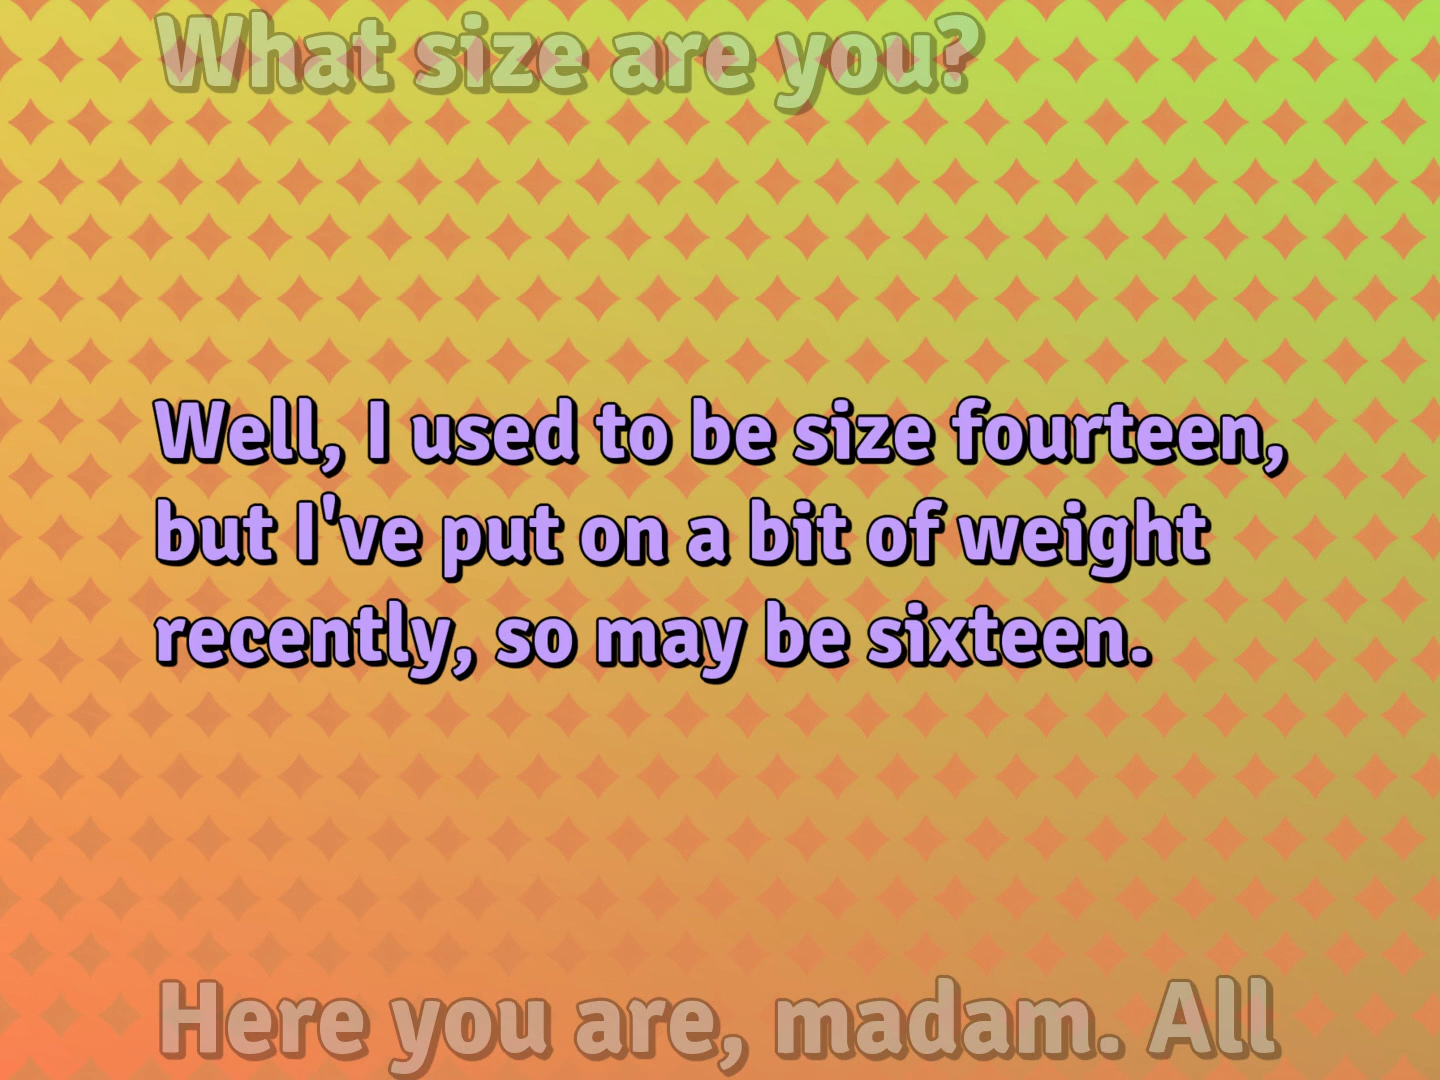 What size are you?
Well, I used to be size fourteen,
but I've put on a bit of weight
recently, so may be sixteen.
Here you are, madam. All